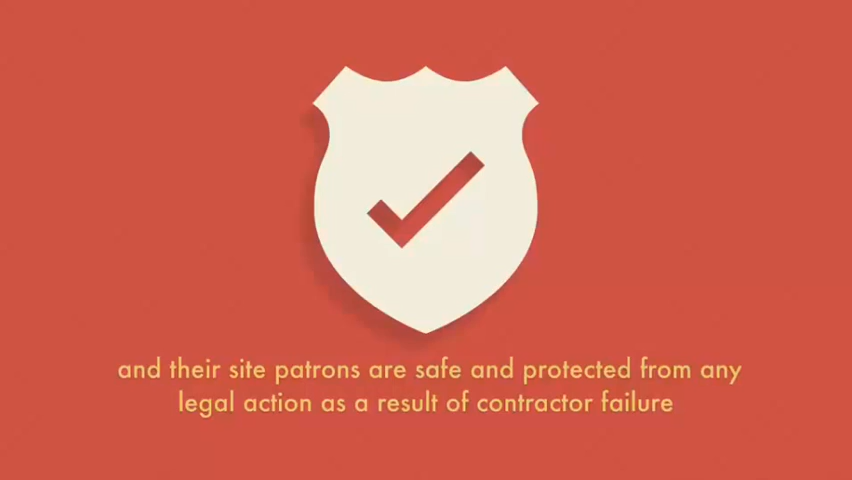 and their site patrons are safe and protected from any
legal action as a result of contractor failure